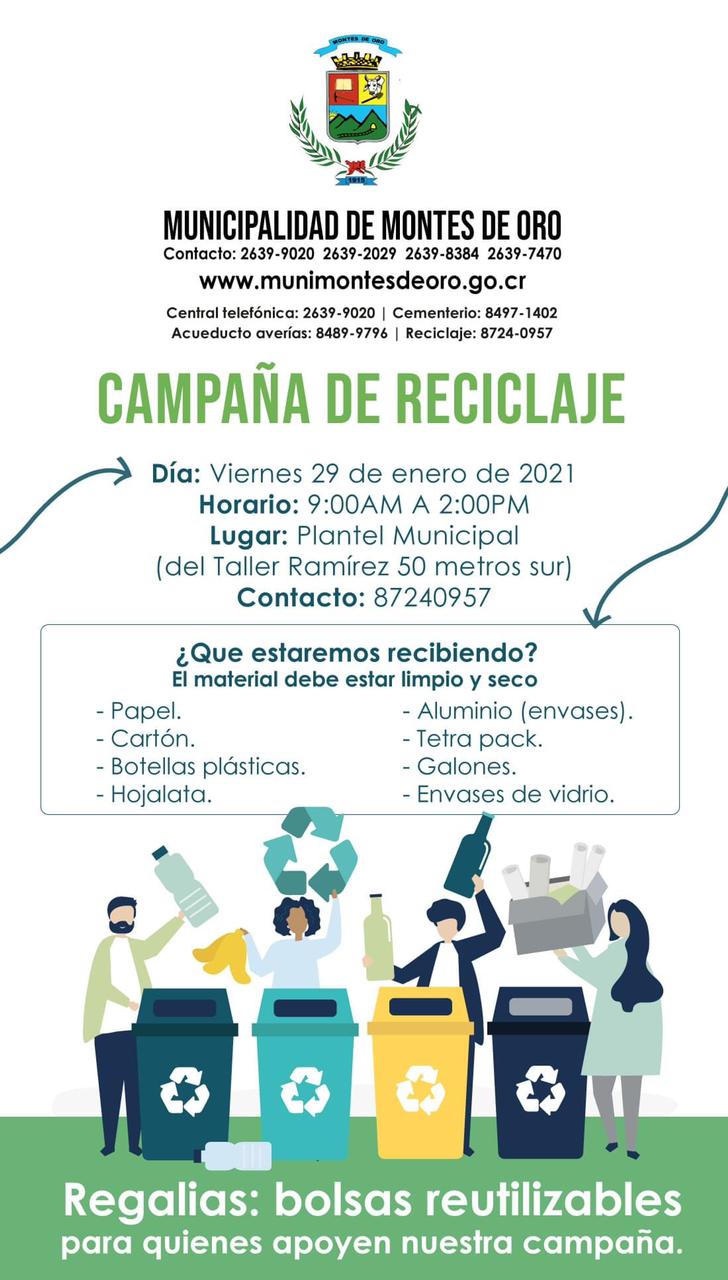 MONTES DE ORO
1915
MUNICIPALIDAD DE MONTES DE ORO
Contacto: 2639-9020 2639-2029 2639-8384 2639-7470
www.munimontesdeoro.go.cr
Central telefónica: 2639-9020 | Cementerio: 8497-1402
Acueducto averías: 8489-9796 | Reciclaje: 8724-0957
CAMPAÑA DE RECICLAJE
Día: Viernes 29 de enero de 2021
Horario: 9:00AM A 2:00PM
Lugar: Plantel Municipal
(del Taller Ramírez 50 metros sur)
Contacto: 87240957
¿Que estaremos recibiendo?
El material debe estar limpio y seco
- Papel.
- Cartón.
- Botellas plásticas.
- Hojalata.
- Aluminio (envases).
- Tetra pack.
- Galones.
- Envases de vidrio.
Regalias: bolsas reutilizables
para quienes apoyen nuestra campaña.